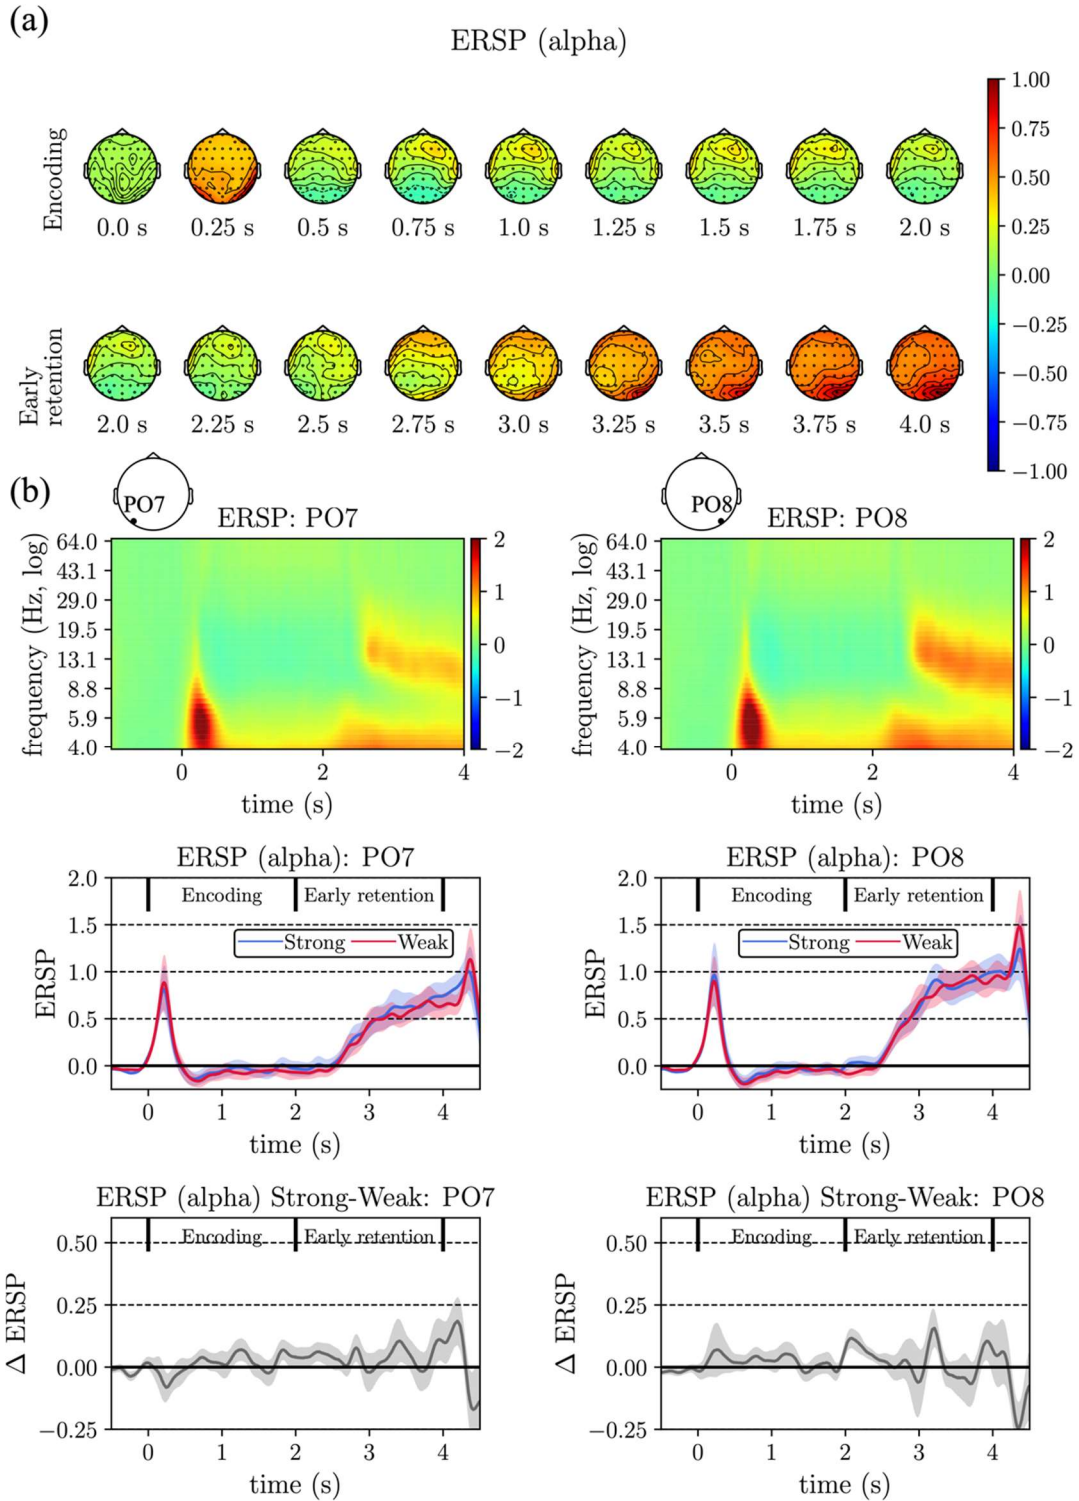 (a)
ERSP (alpha)
Encoding
0.0 s 0.25 s 0.5 s 0.75 s 1.0 s 1.25 s 1.5 s 1.75 s 2.0 s
Early
retention
2.0 s 2.25 s 2.5 s 2.75 s 3.0 s 3.25 s 3.5 s 3.75 s 4.0 s
1.00
0.75
0.50
0.25
0.00
−0.25
−0.50
−0.75
−1.00
(b)
PO7
ERSP: PO7
frequency (Hz, log)
64.0
43.1
29.0
19.5
13.1
8.8
5.9
4.0
0 2 4
time (s)
2
1
0
−1
−2
PO8
ERSP: PO8
frequency (Hz, log)
64.0
43.1
29.0
19.5
13.1
8.8
5.9
4.0
0 2 4
time (s)
2
1
0
−1
−2
ERSP (alpha): PO7
ERSP
2.0
1.5
1.0
0.5
0.0
Encoding Early retention
Strong Weak
0 1 2 3 4
time (s)
ERSP (alpha): PO8
ERSP
2.0
1.5
1.0
0.5
0.0
Encoding Early retention
Strong Weak
0 1 2 3 4
time (s)
ERSP (alpha) Strong-Weak: PO7
Δ ERSP
0.50
0.25
0.00
−0.25
Encoding Early retention
0 1 2 3 4
time (s)
ERSP (alpha) Strong-Weak: PO8
Δ ERSP
0.50
0.25
0.00
−0.25
Encoding Early retention
0 1 2 3 4
time (s)